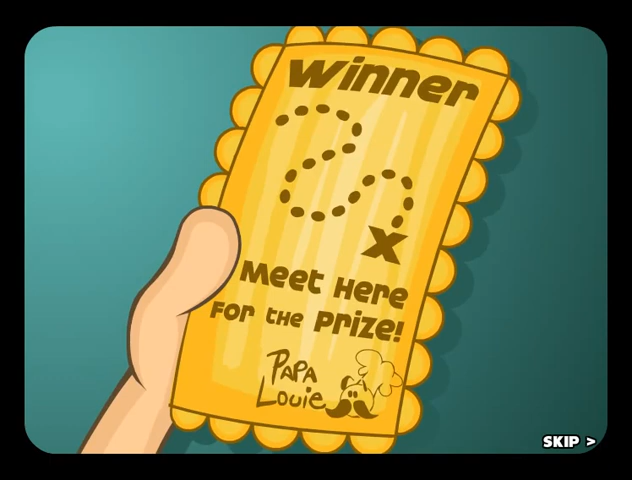 Winner
X
Meet Here
For the Prize!
Papa
Louie
SKIP >